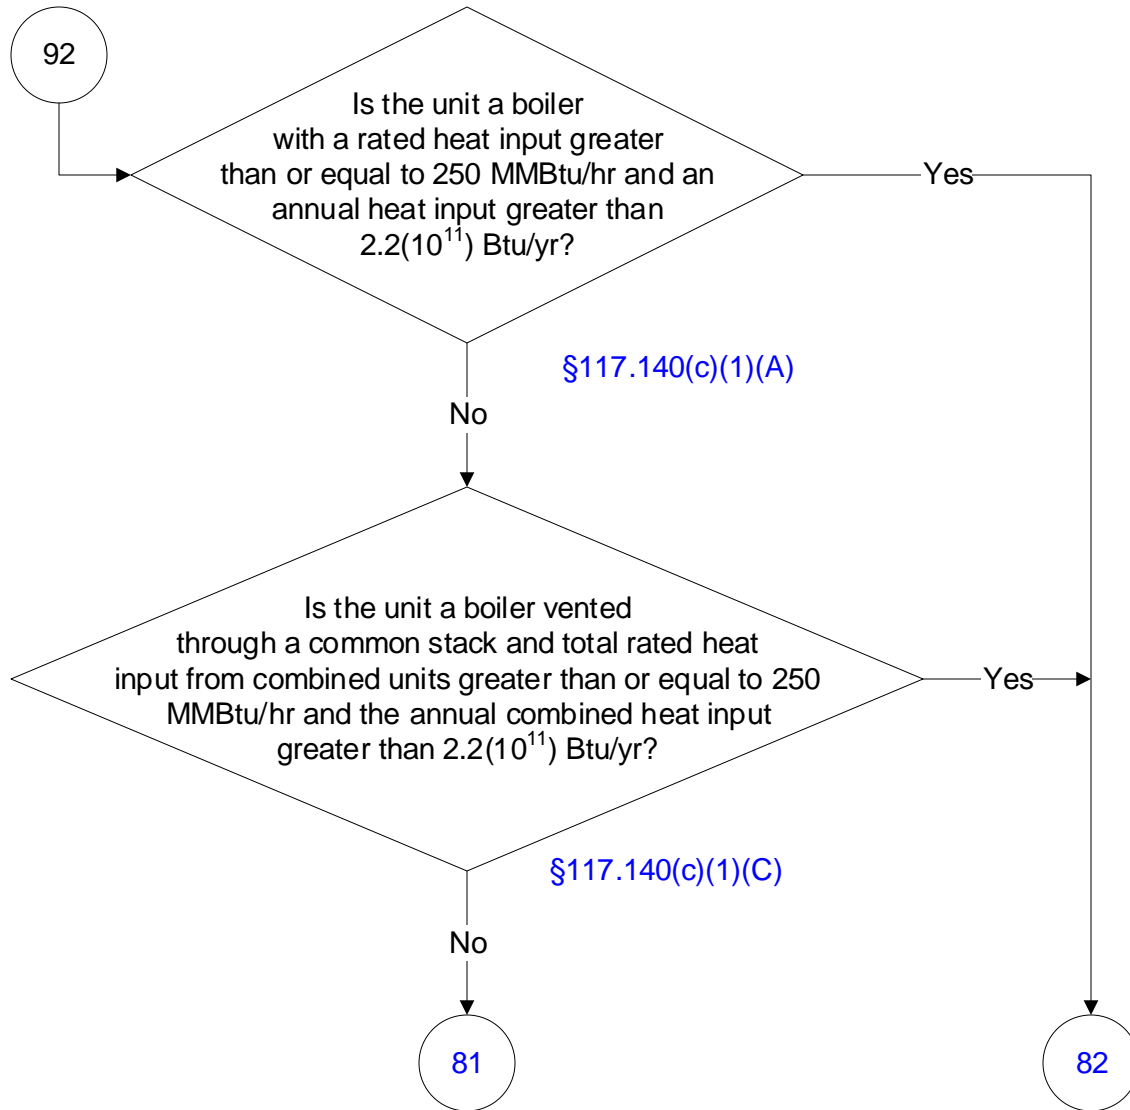 92
Is the unit a boiler
with a rated heat input greater
than or equal to 250 MMBtu/hr and an
annual heat input greater than
2.2(10¹¹) Btu/yr?
Yes
§117.140(c)(1)(A)
No
Is the unit a boiler vented
through a common stack and total rated heat
input from combined units greater than or equal to 250
MMBtu/hr and the annual combined heat input
greater than 2.2(10¹¹) Btu/yr?
Yes
§117.140(c)(1)(C)
No
81
82